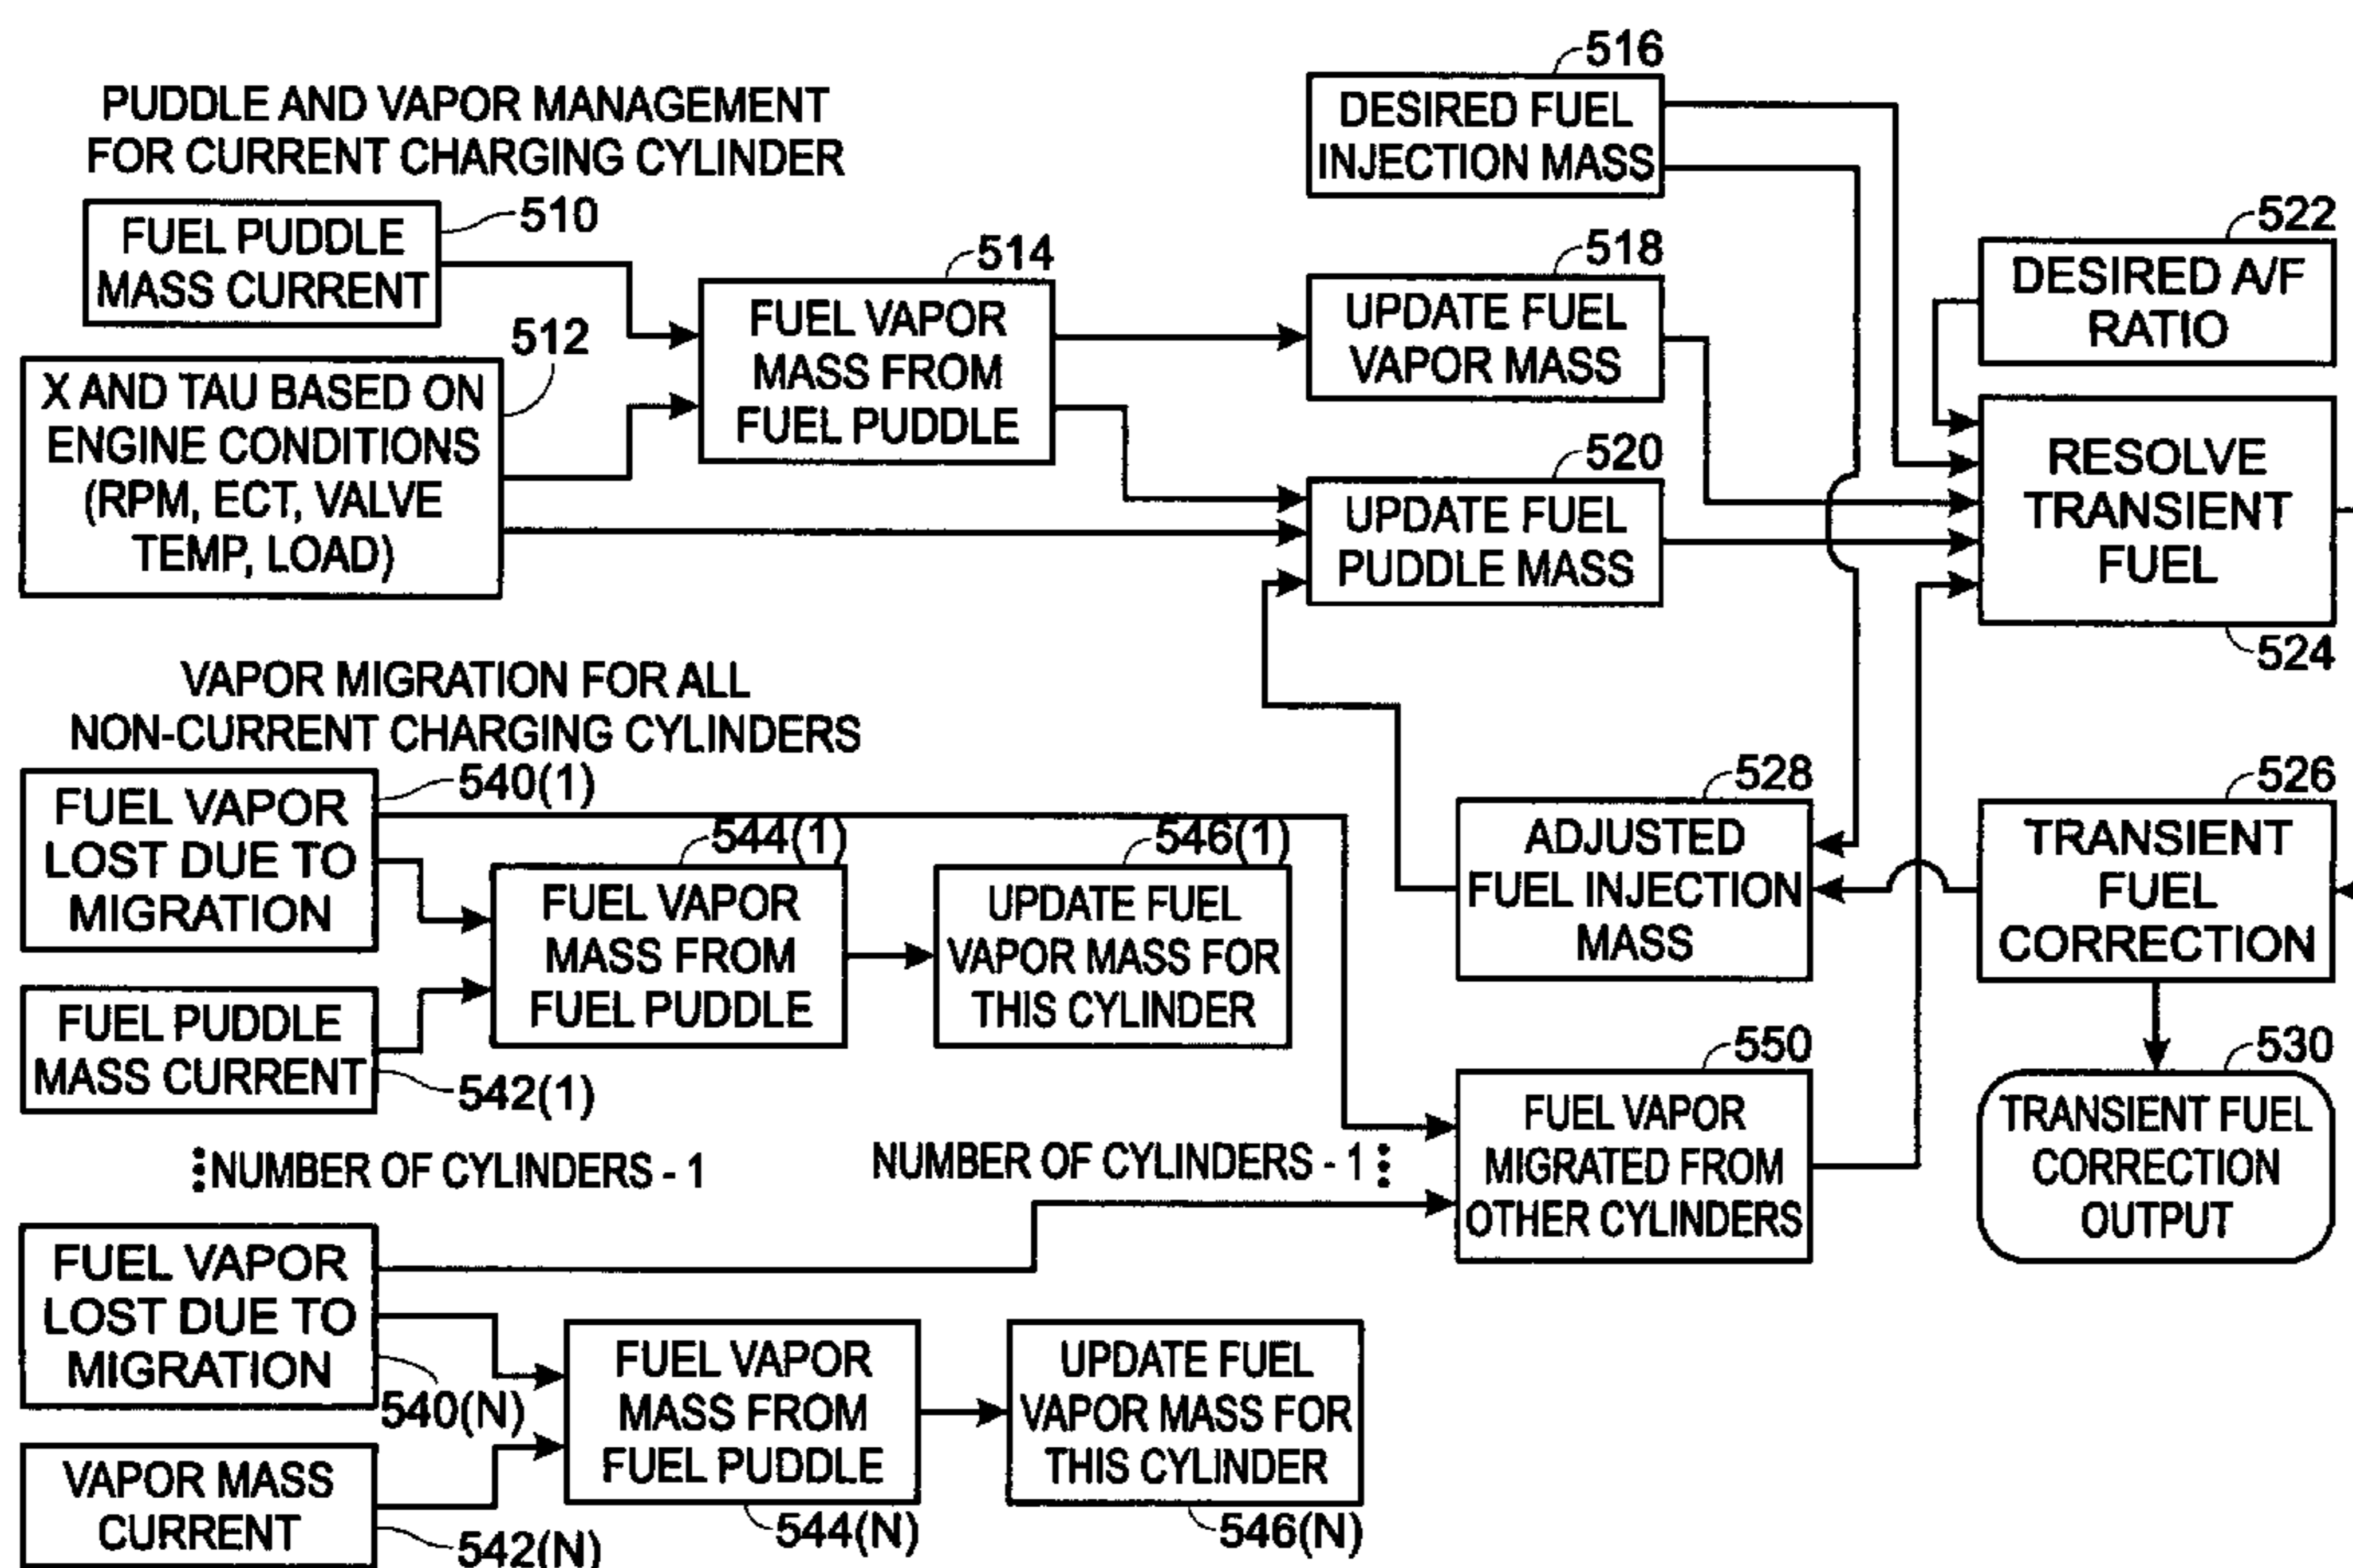 PUDDLE AND VAPOR MANAGEMENT
FOR CURRENT CHARGING CYLINDER
510
FUEL PUDDLE
MASS CURRENT
512
X AND TAU BASED ON
ENGINE CONDITIONS
(RPM, ECT, VALVE
TEMP, LOAD)
514
FUEL VAPOR
MASS FROM
FUEL PUDDLE
516
DESIRED FUEL
INJECTION MASS
518
UPDATE FUEL
VAPOR MASS
520
UPDATE FUEL
PUDDLE MASS
522
DESIRED A/F
RATIO
RESOLVE
TRANSIENT
FUEL
524
VAPOR MIGRATION FOR ALL
NON-CURRENT CHARGING CYLINDERS
540(1)
FUEL VAPOR
LOST DUE TO
MIGRATION
FUEL PUDDLE
MASS CURRENT
542(1)
544(1)
FUEL VAPOR
MASS FROM
FUEL PUDDLE
546(1)
UPDATE FUEL
VAPOR MASS FOR
THIS CYLINDER
528
ADJUSTED
FUEL INJECTION
MASS
526
TRANSIENT
FUEL
CORRECTION
550
FUEL VAPOR
MIGRATED FROM
OTHER CYLINDERS
530
TRANSIENT FUEL
CORRECTION
OUTPUT
NUMBER OF CYLINDERS - 1
NUMBER OF CYLINDERS - 1
FUEL VAPOR
LOST DUE TO
MIGRATION
540(N)
VAPOR MASS
CURRENT
542(N)
FUEL VAPOR
MASS FROM
FUEL PUDDLE
544(N)
UPDATE FUEL
VAPOR MASS FOR
THIS CYLINDER
546(N)